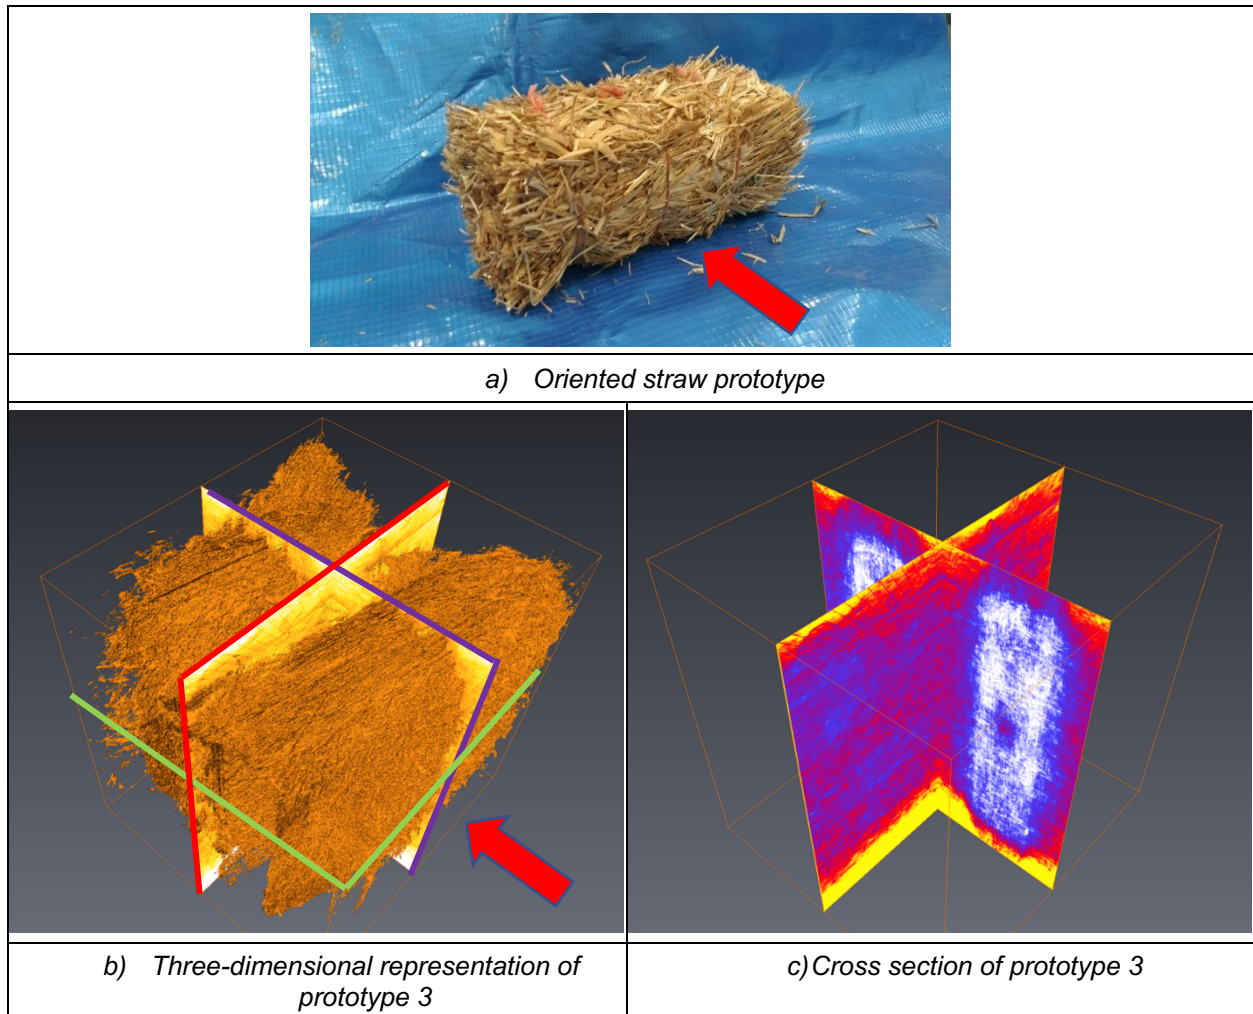 a) Oriented straw prototype
b) Three-dimensional representation of
prototype 3
c) Cross section of prototype 3